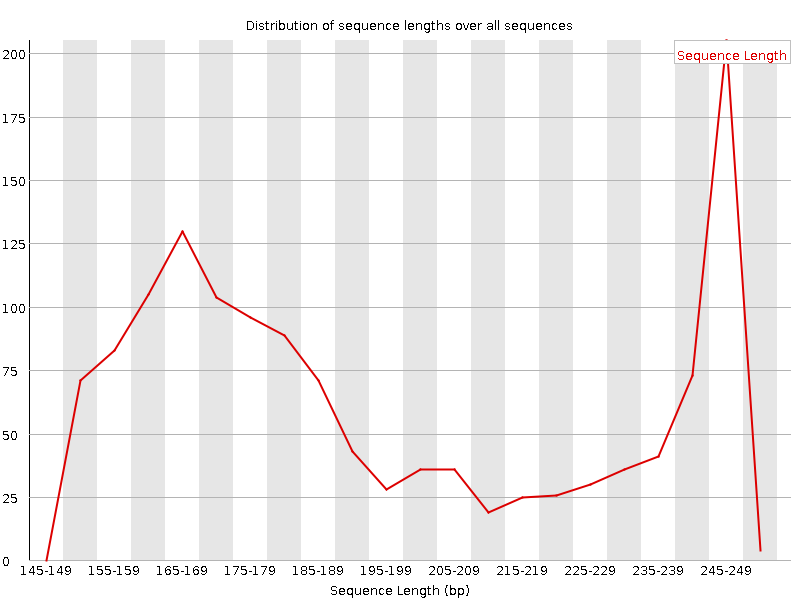 Distribution of sequence lengths over all sequences
Sequence Length
200
175
150
125
100
75
50
25
0
145-149 155-159 165-169 175-179 185-189 195-199 205-209 215-219 225-229 235-239 245-249
Sequence Length (bp)